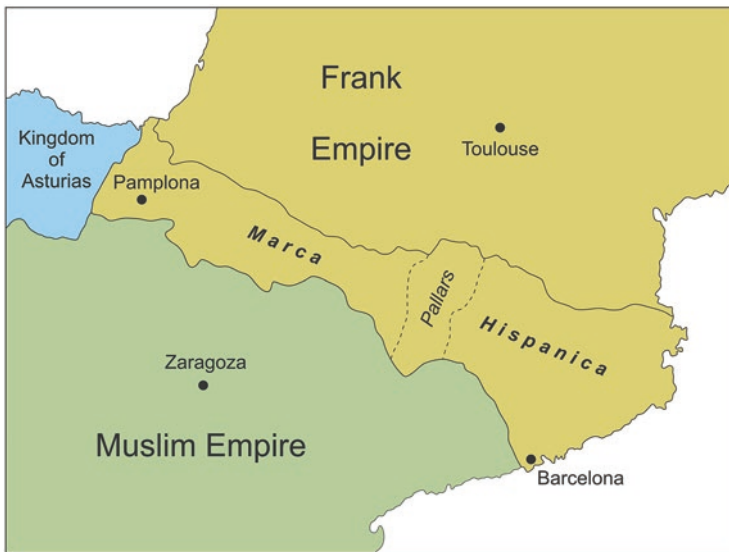 Frank
Empire
Toulouse
Kingdom
of
Asturias
Pamplona
Marca
Pallars
Hispanica
Zaragoza
Muslim Empire
Barcelona